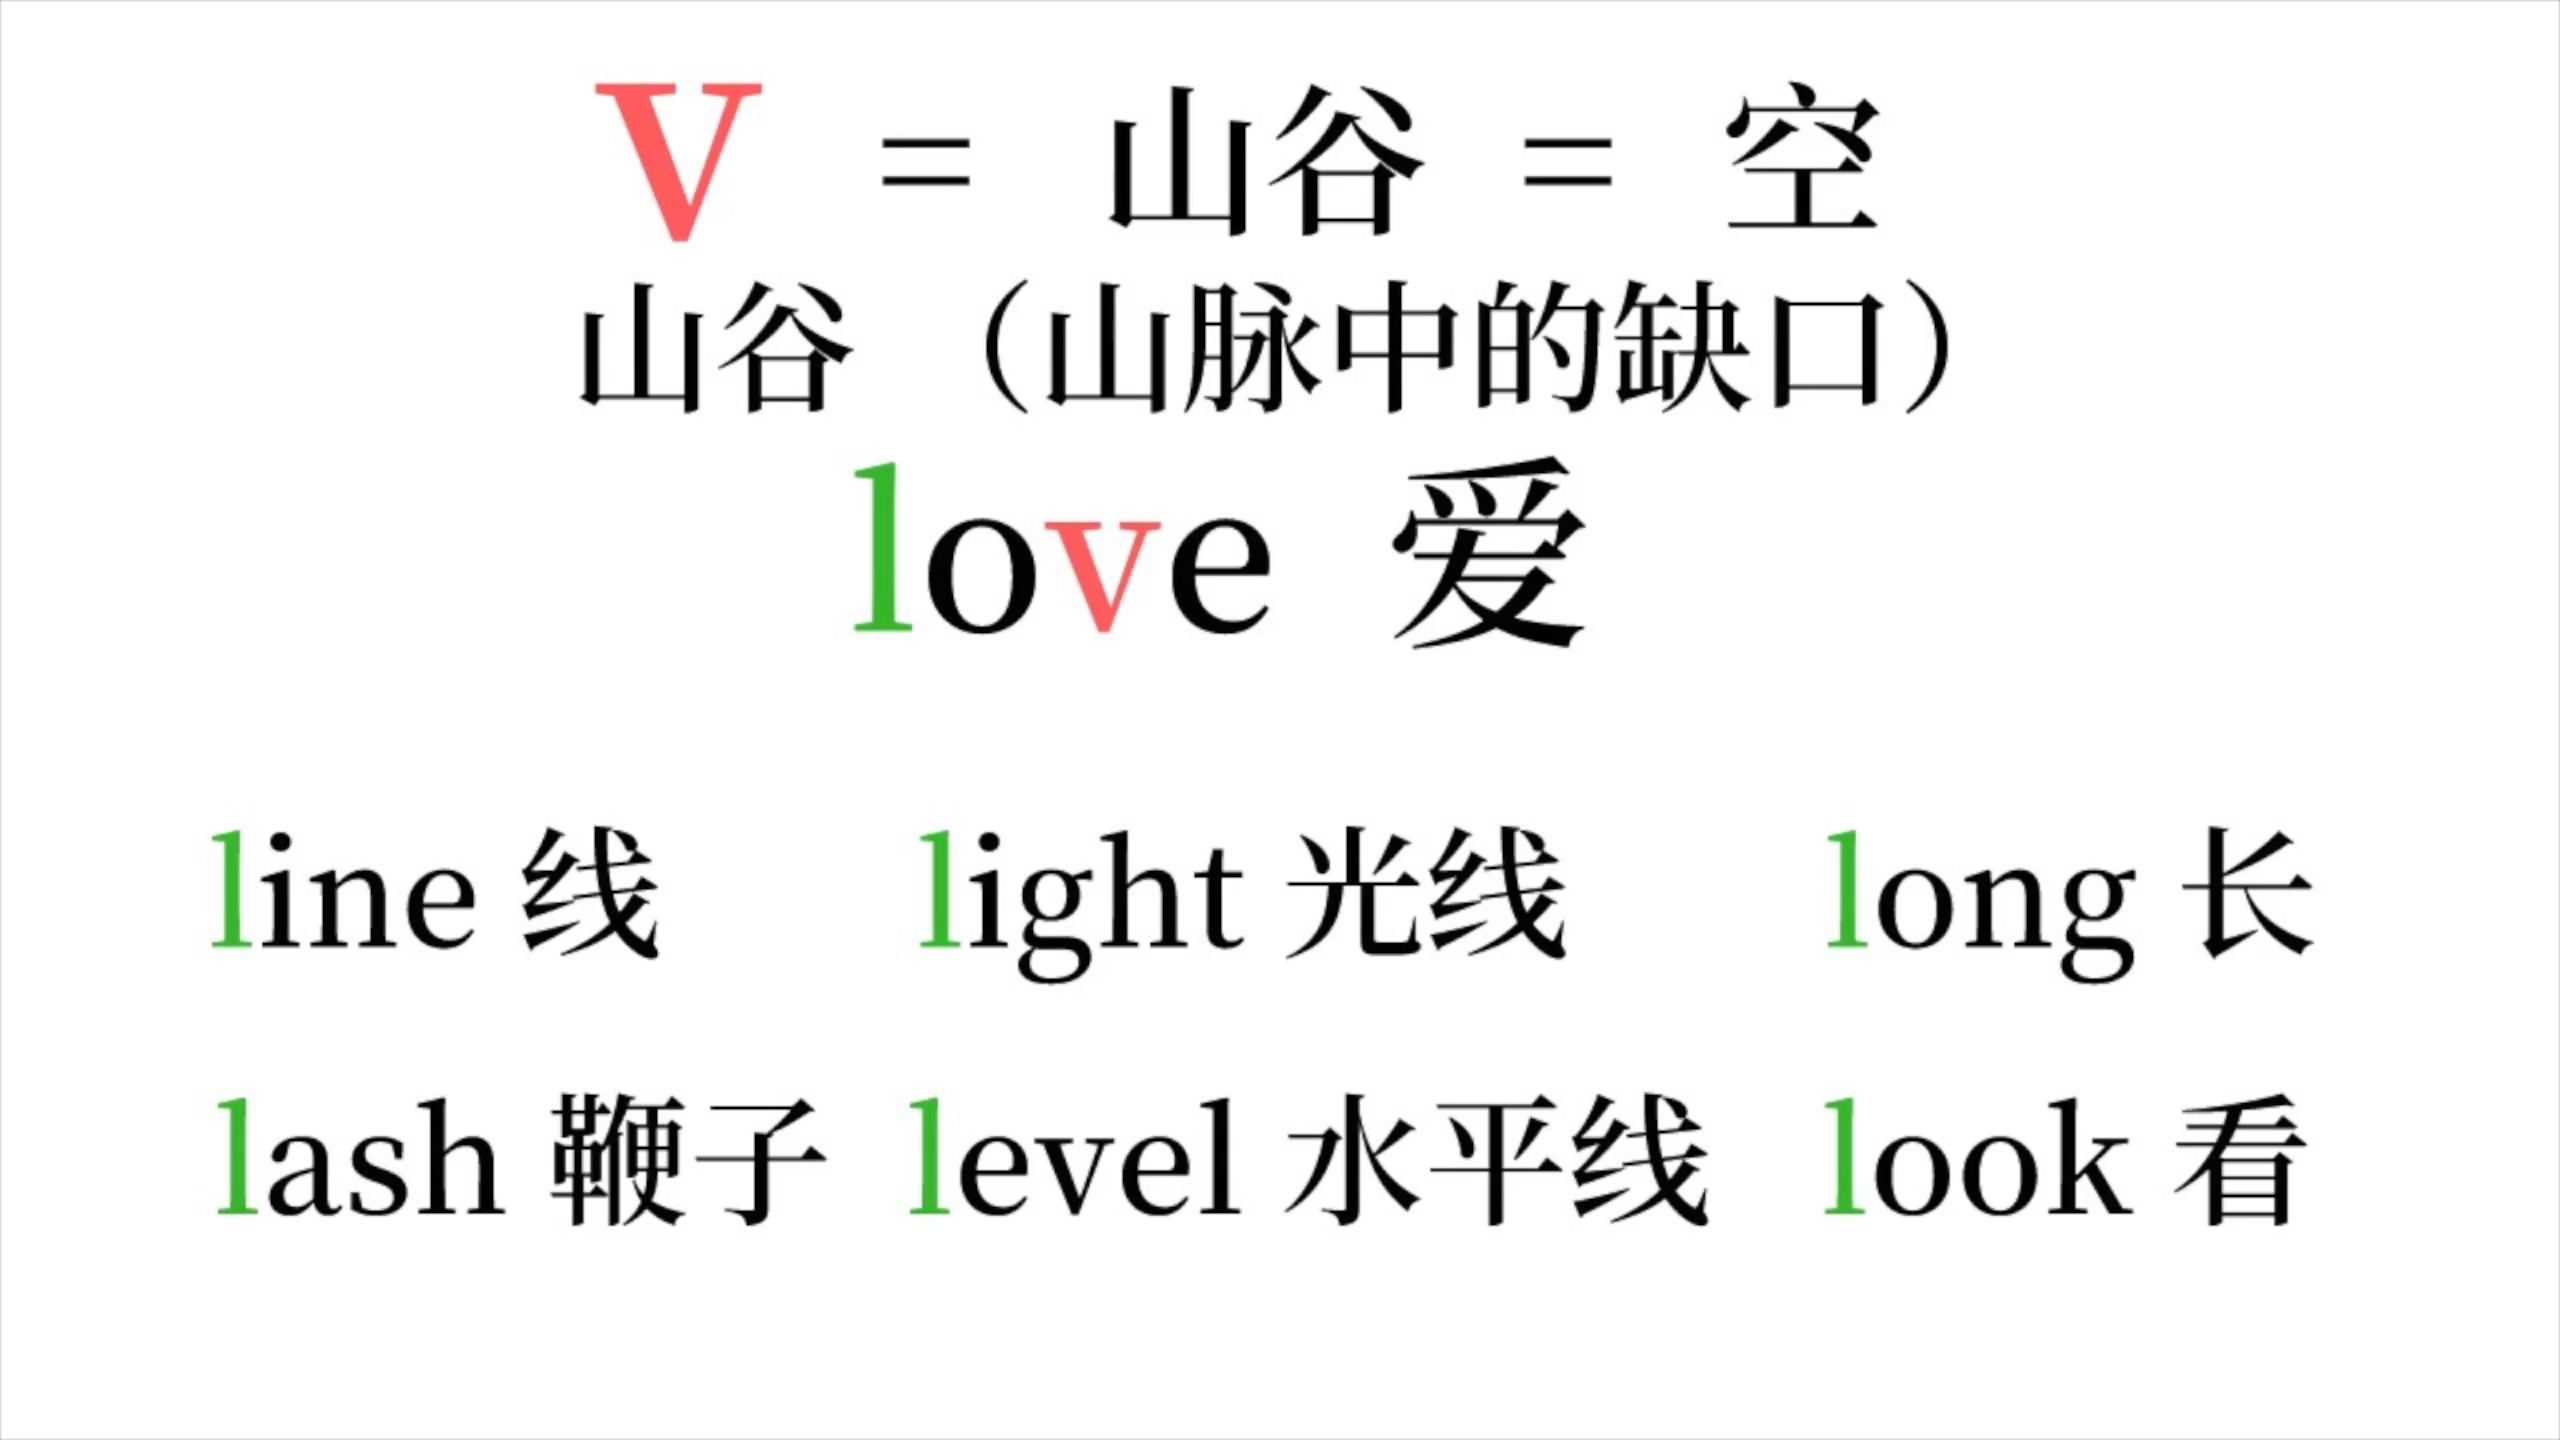 V = 山谷 = 空
山谷 （山脉中的缺口）
love 爱
line 线 light 光线 long 长
lash 鞭子 level 水平线 look 看